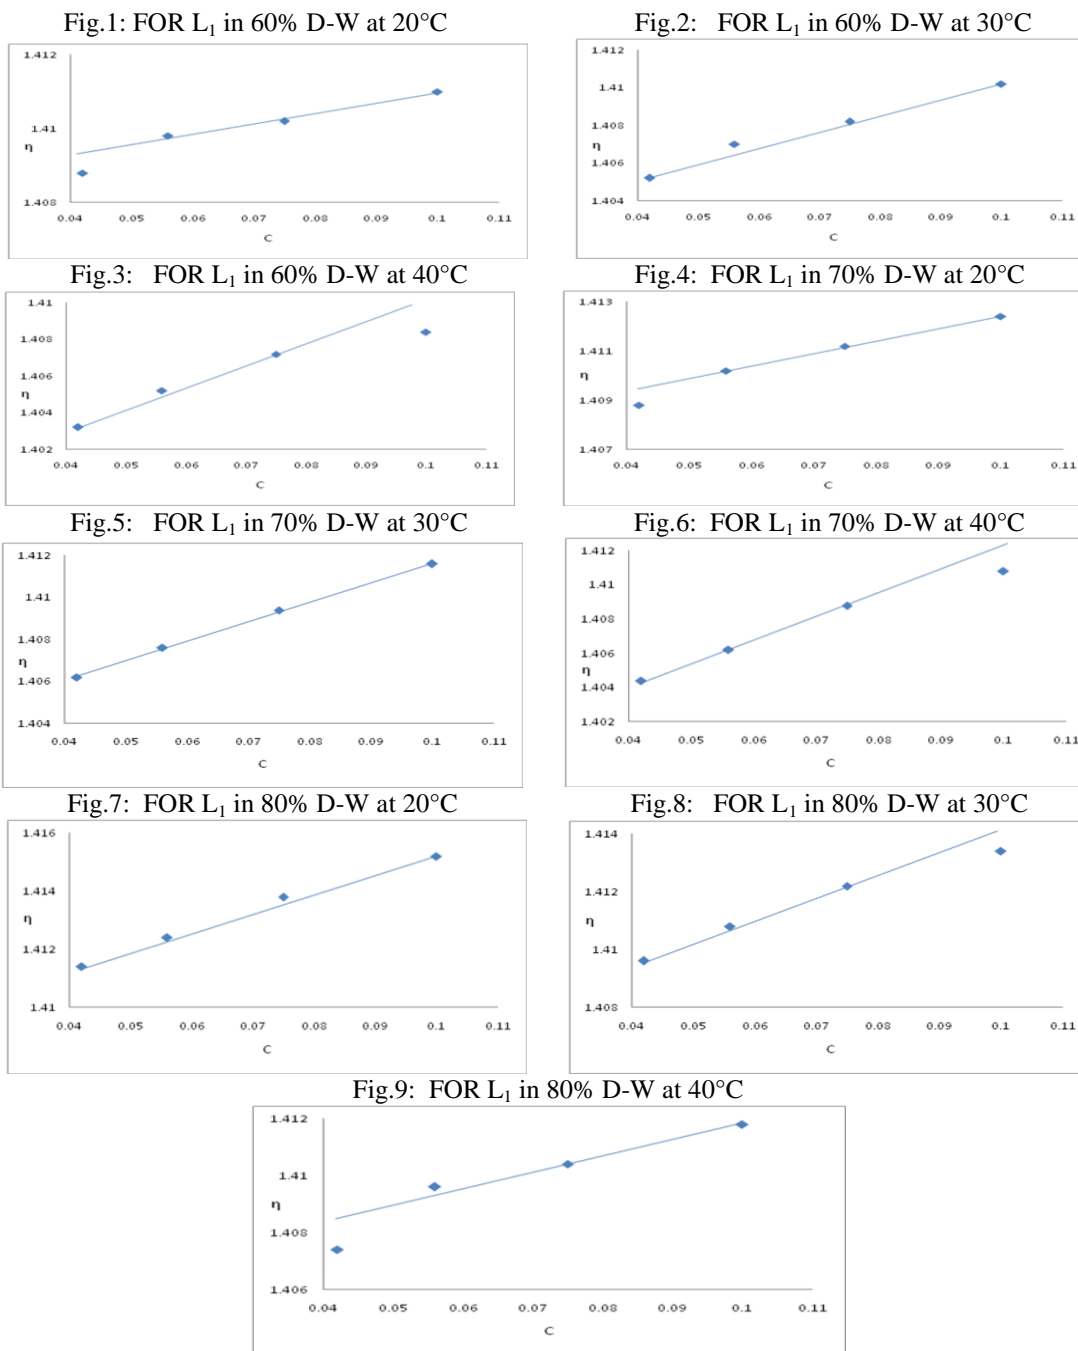 Fig.1: FOR L₁ in 60% D-W at 20°C
1.412
1.41
η
1.408
0.04 0.05 0.06 0.07 0.08 0.09 0.1 0.11
C
Fig.2: FOR L₁ in 60% D-W at 30°C
1.412
1.41
1.408
η
1.406
1.404
0.04 0.05 0.06 0.07 0.08 0.09 0.1 0.11
C
Fig.3: FOR L₁ in 60% D-W at 40°C
1.41
1.408
1.406
η
1.404
1.402
0.04 0.05 0.06 0.07 0.08 0.09 0.1 0.11
C
Fig.4: FOR L₁ in 70% D-W at 20°C
1.413
1.411
η
1.409
1.407
0.04 0.05 0.06 0.07 0.08 0.09 0.1 0.11
C
Fig.5: FOR L₁ in 70% D-W at 30°C
1.412
1.41
1.408
η
1.406
1.404
0.04 0.05 0.06 0.07 0.08 0.09 0.1 0.11
C
Fig.6: FOR L₁ in 70% D-W at 40°C
1.412
1.41
1.408
1.406
η
1.404
1.402
0.04 0.05 0.06 0.07 0.08 0.09 0.1 0.11
C
Fig.7: FOR L₁ in 80% D-W at 20°C
1.416
1.414
η
1.412
1.41
0.04 0.05 0.06 0.07 0.08 0.09 0.1 0.11
C
Fig.8: FOR L₁ in 80% D-W at 30°C
1.414
1.412
η
1.41
1.408
0.04 0.05 0.06 0.07 0.08 0.09 0.1 0.11
C
Fig.9: FOR L₁ in 80% D-W at 40°C
1.412
1.41
η
1.408
1.406
0.04 0.05 0.06 0.07 0.08 0.09 0.1 0.11
C